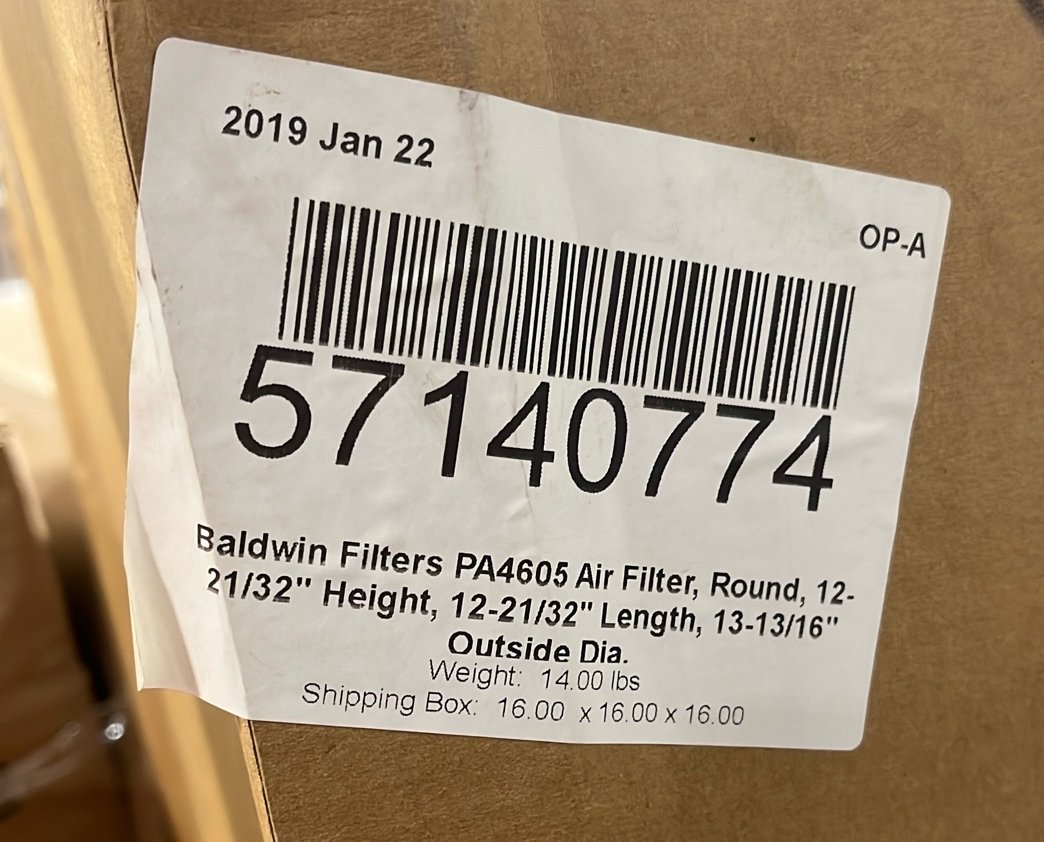 2019 Jan 22
OP-A
57140774
Baldwin Filters PA4605 Air Filter, Round, 12-
21/32" Height, 12-21/32" Length, 13-13/16"
Outside Dia.
Weight: 14.00 lbs
Shipping Box: 16.00 x 16.00 x 16.00